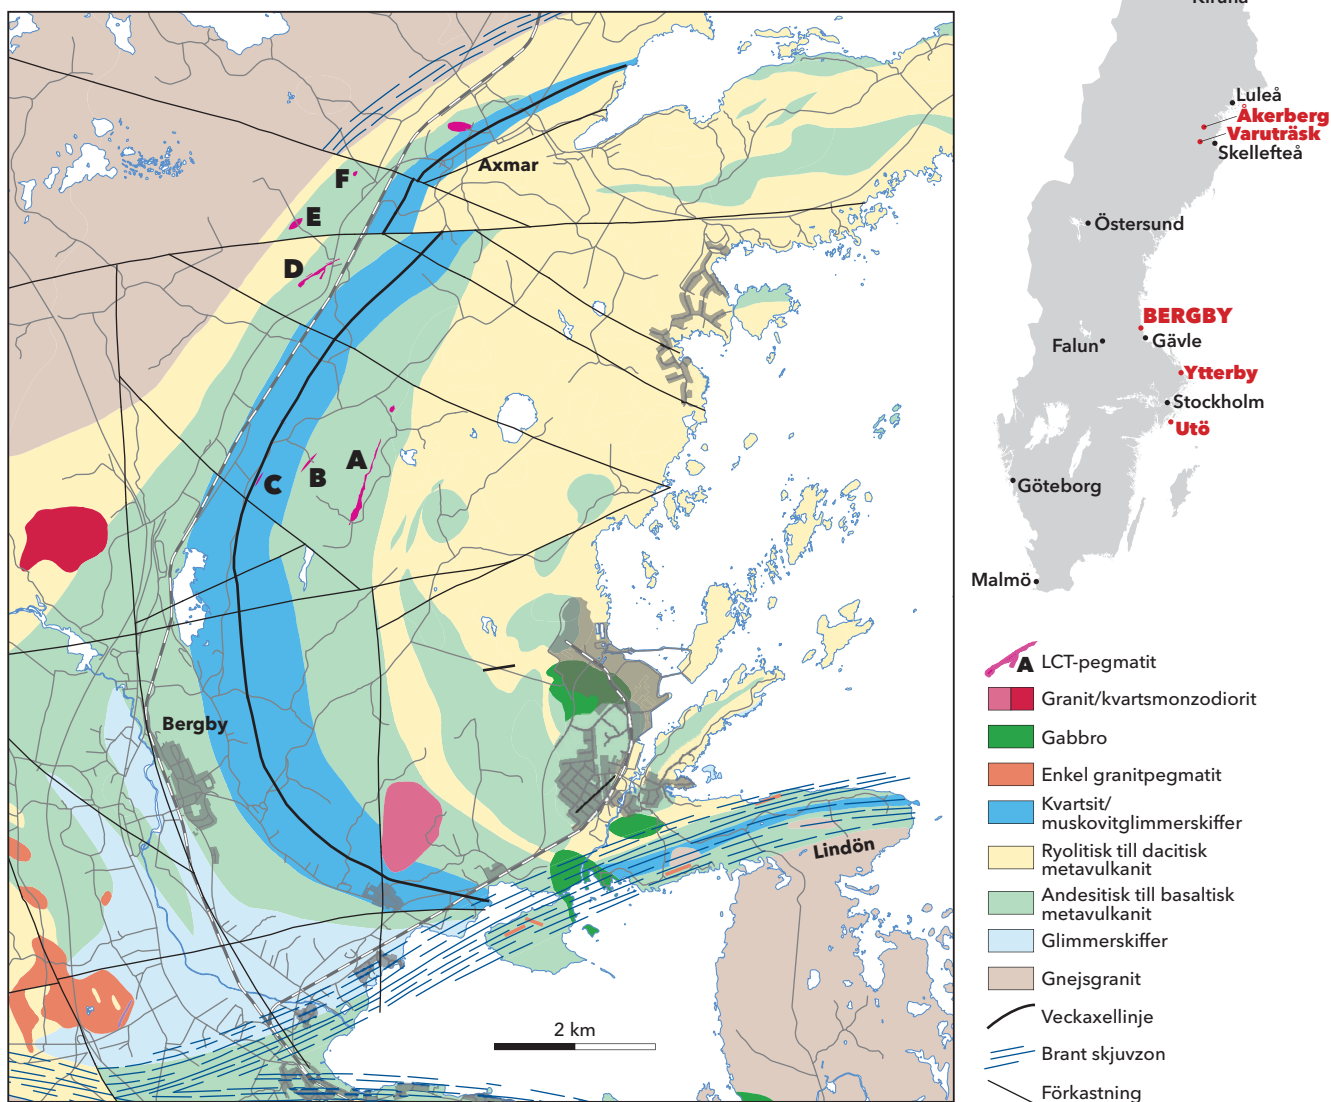 Kiruna
Luleå
Åkerberg
Varuträsk
Skellefteå
Östersund
BERGBY
Gävle
Falun
Ytterby
Stockholm
Utö
Göteborg
Malmö
Axmar
F
E
D
A
B
C
Bergby
Lindön
2 km
A LCT-pegmatit
Granit/kvartsmonzodiorit
Gabbro
Enkel granitpegmatit
Kvartsit/
muskovitglimmerskiffer
Ryolitisk till dacitisk
metavulkanit
Andesitisk till basaltisk
metavulkanit
Glimmerskiffer
Gnejsgranit
Veckaxellinje
Brant skjuvzon
Förkastning